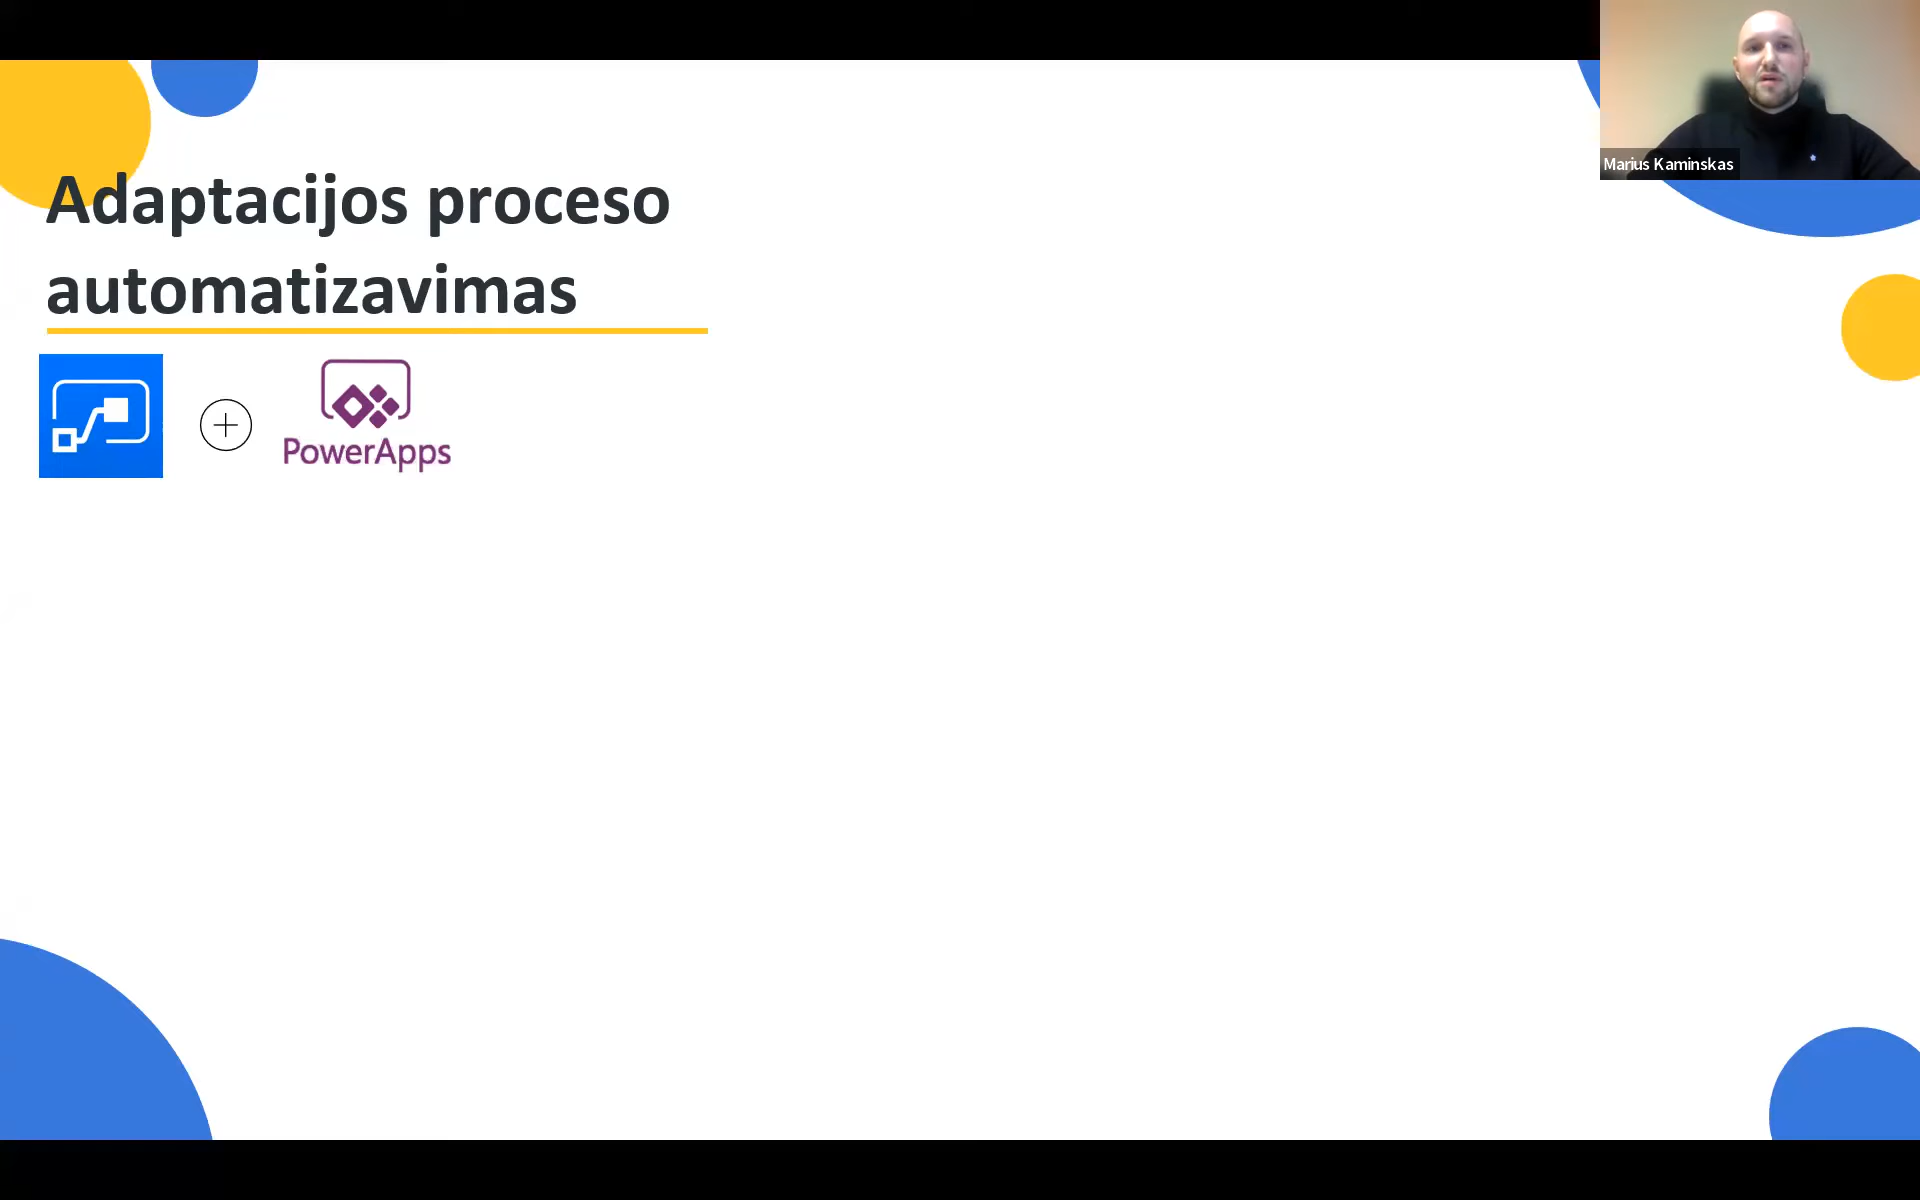 Marius Kaminskas
Adaptacijos proceso
automatizavimas
PowerApps